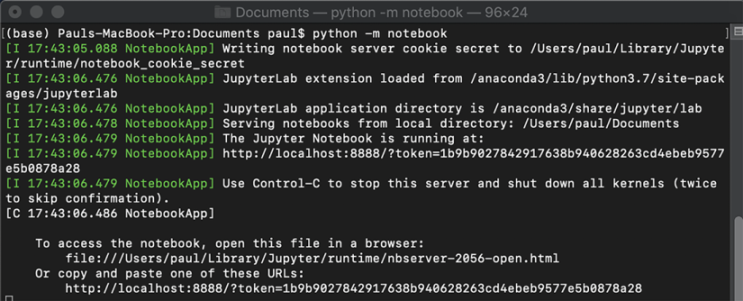 Documents — python -m notebook — 96×24
(base) Pauls-MacBook-Pro:Documents paul$ python -m notebook
[I 17:43:05.088 NotebookApp] Writing notebook server cookie secret to /Users/paul/Library/Jupyte
r/runtime/notebook_cookie_secret
[I 17:43:06.476 NotebookApp] JupyterLab extension loaded from /anaconda3/lib/python3.7/site-pack
ages/jupyterlab
[I 17:43:06.476 NotebookApp] JupyterLab application directory is /anaconda3/share/jupyter/lab
[I 17:43:06.478 NotebookApp] Serving notebooks from local directory: /Users/paul/Documents
[I 17:43:06.479 NotebookApp] The Jupyter Notebook is running at:
[I 17:43:06.479 NotebookApp] http://localhost:8888/?token=1b9b9027842917638b940628263cd4ebeb9577
e5b0878a28
[I 17:43:06.479 NotebookApp] Use Control-C to stop this server and shut down all kernels (twice
to skip confirmation).
[C 17:43:06.486 NotebookApp]
To access the notebook, open this file in a browser:
file:///Users/paul/Library/Jupyter/runtime/nbserver-2056-open.html
Or copy and paste one of these URLs:
http://localhost:8888/?token=1b9b9027842917638b940628263cd4ebeb9577e5b0878a28